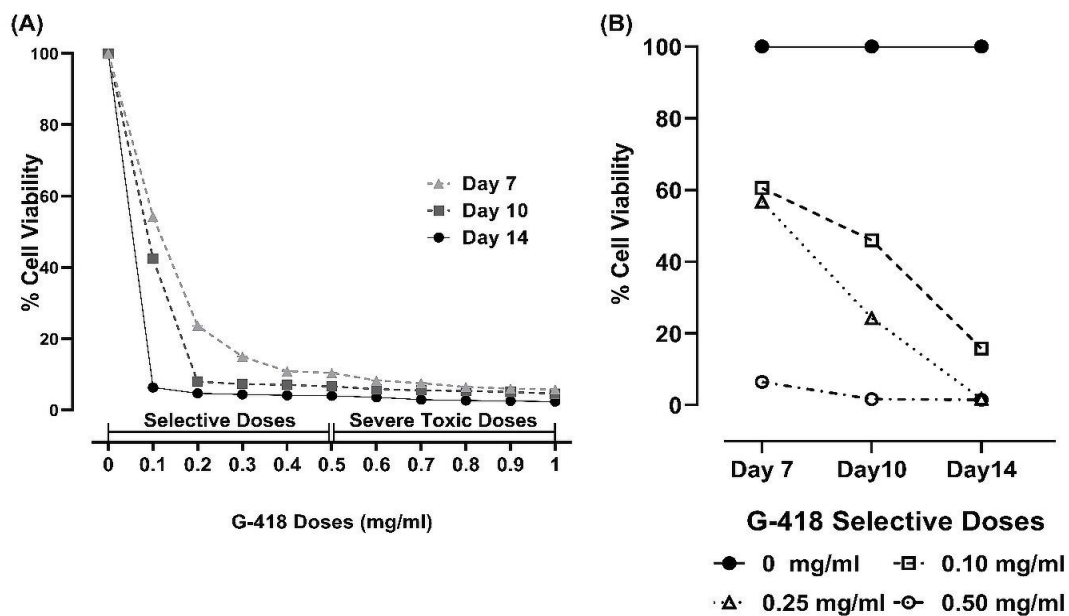 (A)
100
80
60
40
20
0
% Cell Viability
Day 7
Day 10
Day 14
Selective Doses
Severe Toxic Doses
0 0.1 0.2 0.3 0.4 0.5 0.6 0.7 0.8 0.9 1
G-418 Doses (mg/ml)
(B)
100
80
60
40
20
0
% Cell Viability
Day 7 Day10 Day14
G-418 Selective Doses
0 mg/ml 0.10 mg/ml
0.25 mg/ml 0.50 mg/ml